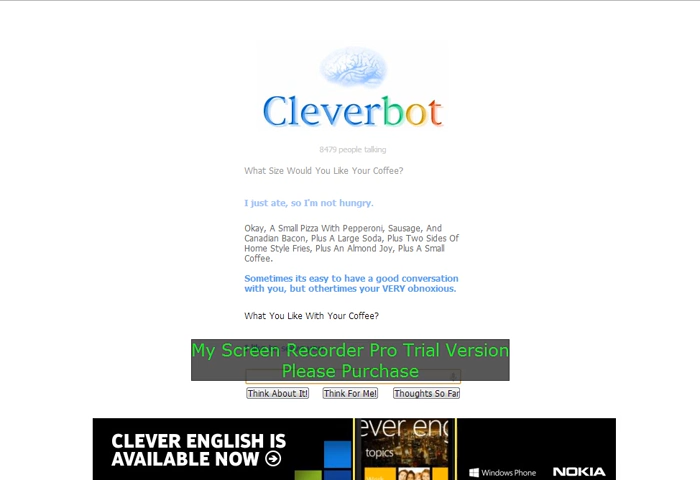 Cleverbot
8479 people talking
What Size Would You Like Your Coffee?
I just ate, so I'm not hungry.
Okay, A Small Pizza With Pepperoni, Sausage, And
Canadian Bacon, Plus A Large Soda, Plus Two Sides Of
Home Style Fries, Plus An Almond Joy, Plus A Small
Coffee.
Sometimes its easy to have a good conversation
with you, but othertimes your VERY obnoxious.
What You Like With Your Coffee?
My Screen Recorder Pro Trial Version
Please Purchase
Think About It!
Think For Me!
Thoughts So Far
CLEVER ENGLISH IS
AVAILABLE NOW
ever eng
topics
Windows Phone
NOKIA